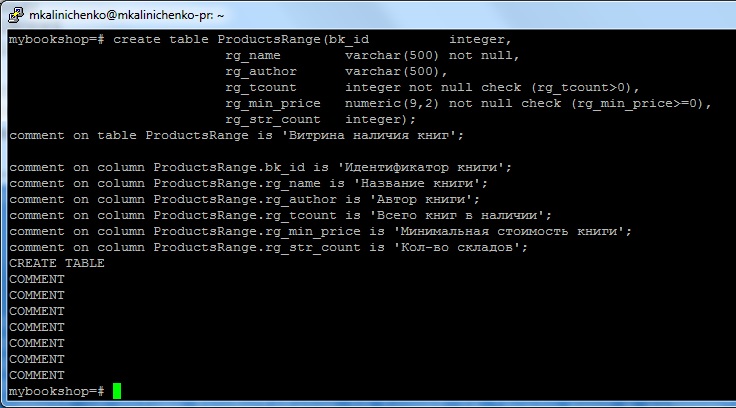 mkalinichenko@mkalinichenko-pr: ~
mybookshop=# create table ProductsRange(bk_id integer,
rg_name varchar(500) not null,
rg_author varchar(500),
rg_tcount integer not null check (rg_tcount>0),
rg_min_price numeric(9,2) not null check (rg_min_price>=0),
rg_str_count integer);
comment on table ProductsRange is 'Витрина наличия книг';
comment on column ProductsRange.bk_id is 'Идентификатор книги';
comment on column ProductsRange.rg_name is 'Название книги';
comment on column ProductsRange.rg_author is 'Автор книги';
comment on column ProductsRange.rg_tcount is 'Всего книг в наличии';
comment on column ProductsRange.rg_min_price is 'Минимальная стоимость книги';
comment on column ProductsRange.rg_str_count is 'Кол-во складов';
CREATE TABLE
COMMENT
COMMENT
COMMENT
COMMENT
COMMENT
COMMENT
COMMENT
mybookshop=#